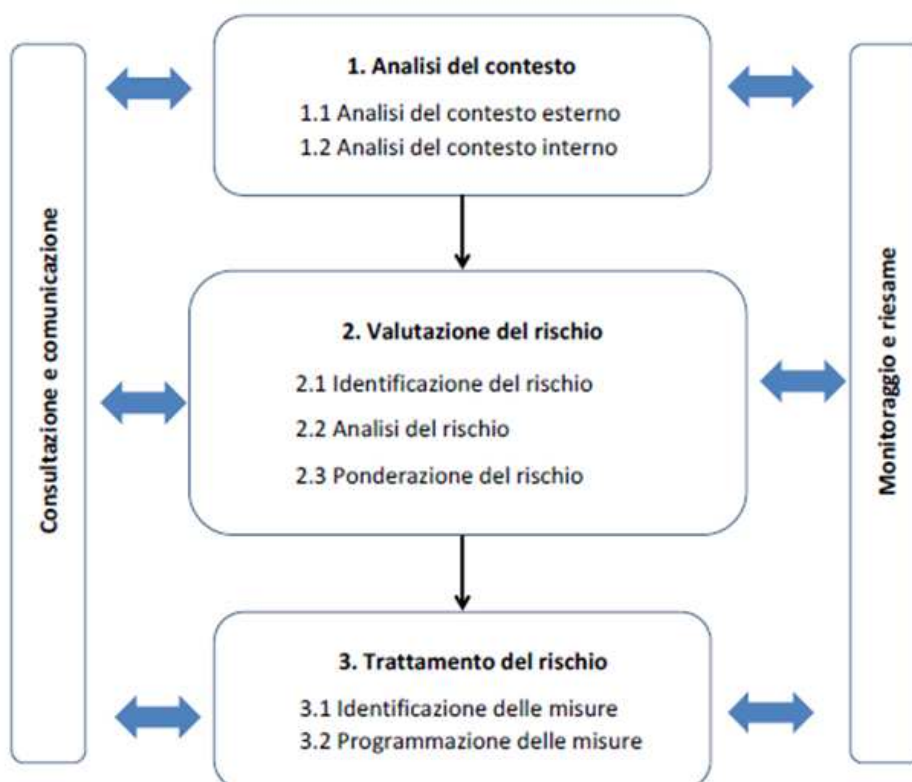 Consultazione e comunicazione
1. Analisi del contesto
1.1 Analisi del contesto esterno
1.2 Analisi del contesto interno
2. Valutazione del rischio
2.1 Identificazione del rischio
2.2 Analisi del rischio
2.3 Ponderazione del rischio
3. Trattamento del rischio
3.1 Identificazione delle misure
3.2 Programmazione delle misure
Monitoraggio e riesame